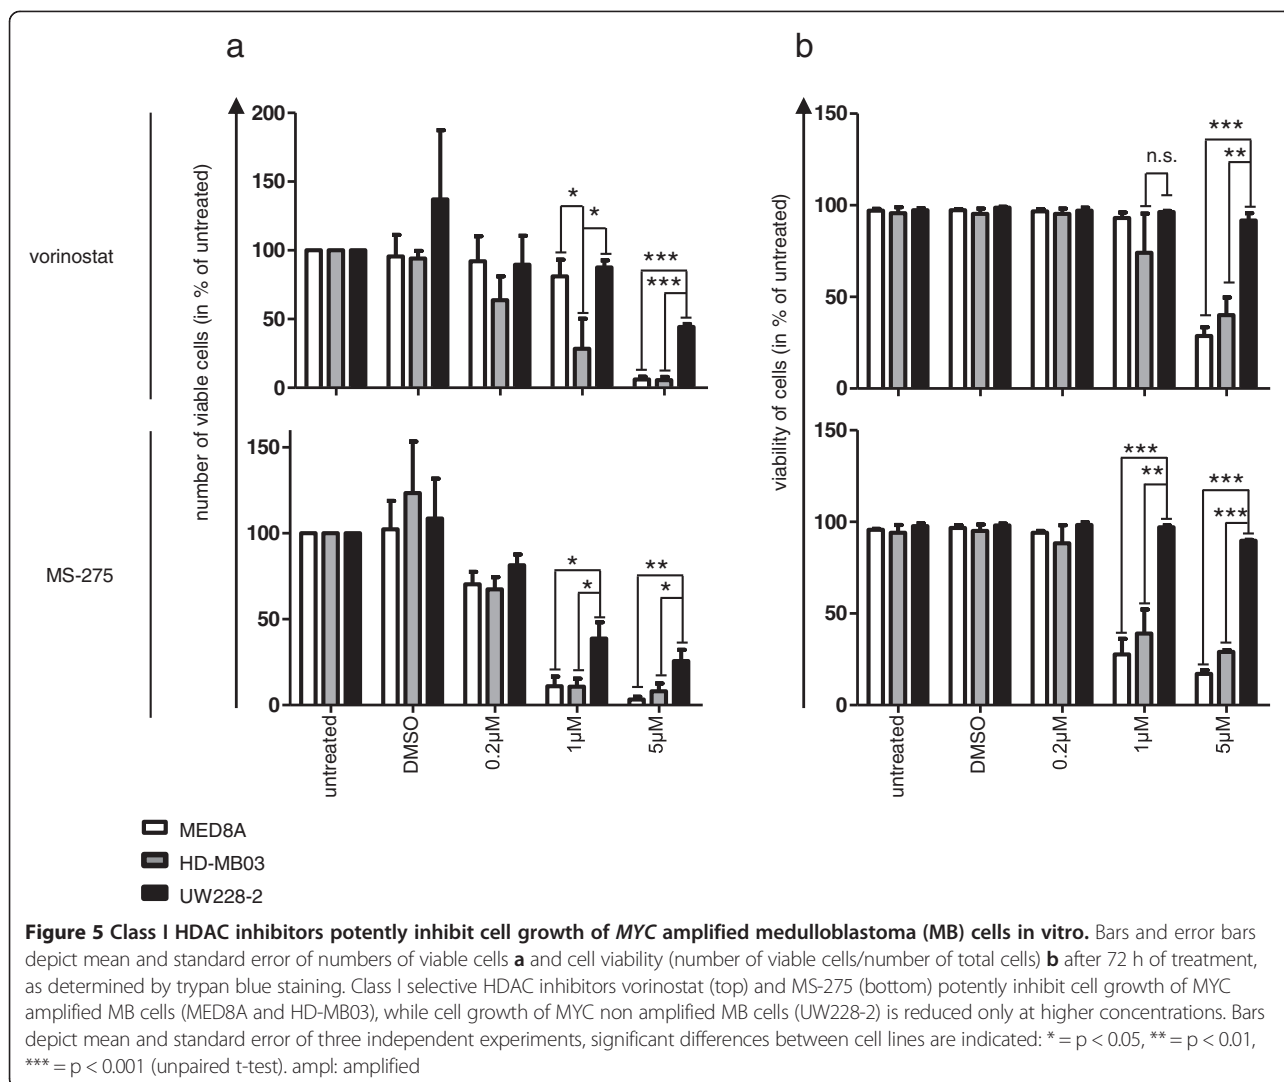 a
b
vorinostat
MS-275
number of viable cells (in % of untreated)
200
150
100
50
0
*
*
***
***
150
100
50
0
*
*
**
*
untreated
DMSO
0.2µM
1µM
5µM
viability of cells (in % of untreated)
150
100
50
0
n.s.
***
**
150
100
50
0
***
**
***
***
untreated
DMSO
0.2µM
1µM
5µM
MED8A
HD-MB03
UW228-2
Figure 5 Class I HDAC inhibitors potently inhibit cell growth of MYC amplified medulloblastoma (MB) cells in vitro. Bars and error bars
depict mean and standard error of numbers of viable cells a and cell viability (number of viable cells/number of total cells) b after 72 h of treatment,
as determined by trypan blue staining. Class I selective HDAC inhibitors vorinostat (top) and MS-275 (bottom) potently inhibit cell growth of MYC
amplified MB cells (MED8A and HD-MB03), while cell growth of MYC non amplified MB cells (UW228-2) is reduced only at higher concentrations. Bars
depict mean and standard error of three independent experiments, significant differences between cell lines are indicated: * = p < 0.05, ** = p < 0.01,
*** = p < 0.001 (unpaired t-test). ampl: amplified